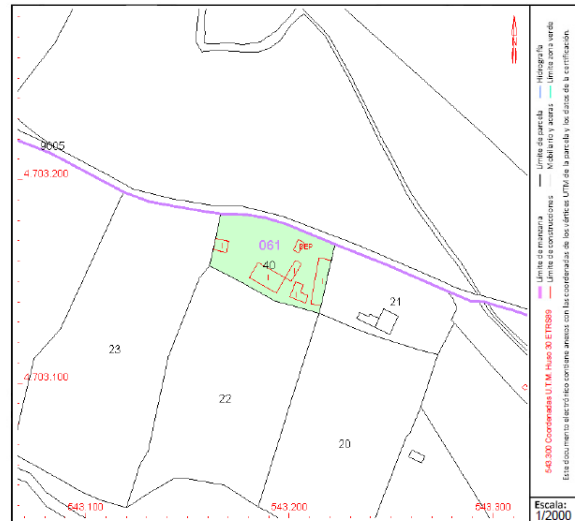 N
9005
4 703.200
061
DEP
40
I
I
I
I
I
21
23
4 703.100
22
20
543 100
543.200
543.300
Límite de manzana
Límite de parcela
Hidrografía
Límite de construcciones
Mobiliario y aceras
Límite zona verde
543.300 Coordenadas U.T.M. Huso 30 ETRS89
Este documento electrónico contiene anexos con las coordenadas de los vértices UTM de la parcela y los datos de la certificación.
Escala:
1/2000